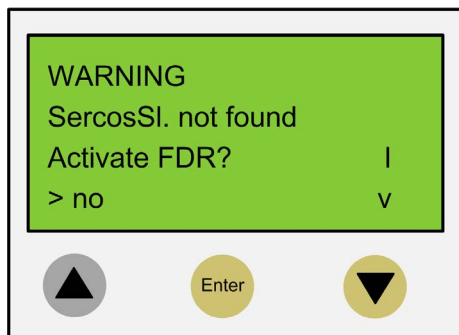 WARNING
SercosSl. not found
Activate FDR? I
> no v
Enter